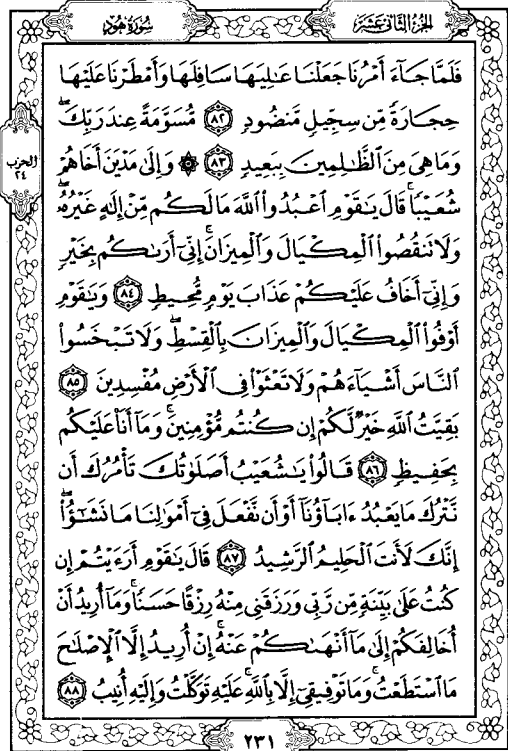 الجزء الثانى عشر
سورة هود
فَلَمَّا جَآءَ أَمْرُنَا جَعَلْنَا عَـٰلِيَهَا سَافِلَهَا وَأَمْطَرْنَا عَلَيْهَا
حِجَارَةً مِّن سِجِّيلٍ مَّنضُودٍ ٨٢ مُّسَوَّمَةً عِندَ رَبِّكَ ۖ
وَمَا هِىَ مِنَ ٱلظَّـٰلِمِينَ بِبَعِيدٍ ٨٣ ۞ وَإِلَىٰ مَدْيَنَ أَخَاهُمْ
الحزب ٢٤
شُعَيْبًا ۚ قَالَ يَـٰقَوْمِ ٱعْبُدُوا۟ ٱللَّهَ مَا لَكُم مِّنْ إِلَـٰهٍ غَيْرُهُۥ ۖ
وَلَا تَنقُصُوا۟ ٱلْمِكْيَالَ وَٱلْمِيزَانَ ۚ إِنِّىٓ أَرَىٰكُم بِخَيْرٍ
وَإِنِّىٓ أَخَافُ عَلَيْكُمْ عَذَابَ يَوْمٍ مُّحِيطٍ ٨٤ وَيَـٰقَوْمِ
أَوْفُوا۟ ٱلْمِكْيَالَ وَٱلْمِيزَانَ بِٱلْقِسْطِ ۖ وَلَا تَبْخَسُوا۟
ٱلنَّاسَ أَشْيَآءَهُمْ وَلَا تَعْثَوْا۟ فِى ٱلْأَرْضِ مُفْسِدِينَ ٨٥
بَقِيَّتُ ٱللَّهِ خَيْرٌ لَّكُمْ إِن كُنتُم مُّؤْمِنِينَ ۚ وَمَآ أَنَا۠ عَلَيْكُم
بِحَفِيظٍ ٨٦ قَالُوا۟ يَـٰشُعَيْبُ أَصَلَوٰتُكَ تَأْمُرُكَ أَن
نَّتْرُكَ مَا يَعْبُدُ ءَابَآؤُنَآ أَوْ أَن نَّفْعَلَ فِىٓ أَمْوَٰلِنَا مَا نَشَـٰٓؤُا۟ ۖ
إِنَّكَ لَأَنتَ ٱلْحَلِيمُ ٱلرَّشِيدُ ٨٧ قَالَ يَـٰقَوْمِ أَرَءَيْتُمْ إِن
كُنتُ عَلَىٰ بَيِّنَةٍ مِّن رَّبِّى وَرَزَقَنِى مِنْهُ رِزْقًا حَسَنًا ۚ وَمَآ أُرِيدُ أَنْ
أُخَالِفَكُمْ إِلَىٰ مَآ أَنْهَىٰكُمْ عَنْهُ ۚ إِنْ أُرِيدُ إِلَّا ٱلْإِصْلَـٰحَ
مَا ٱسْتَطَعْتُ ۚ وَمَا تَوْفِيقِىٓ إِلَّا بِٱللَّهِ ۚ عَلَيْهِ تَوَكَّلْتُ وَإِلَيْهِ أُنِيبُ ٨٨
٢٣١